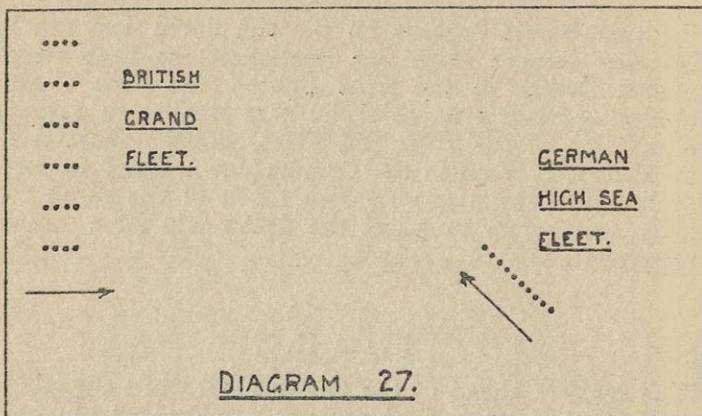 BRITISH
GRAND
FLEET.
GERMAN
HIGH SEA
FLEET.
DIAGRAM 27.